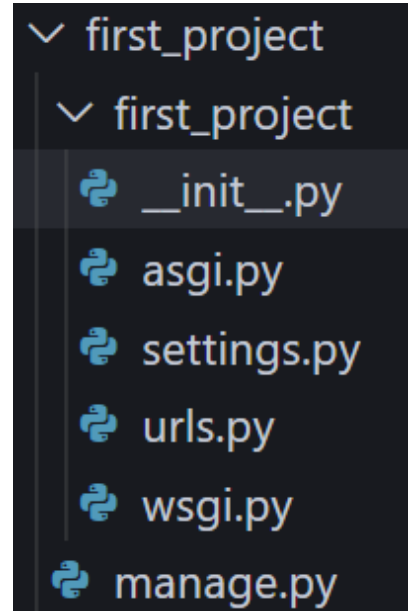 first_project
first_project
__init__.py
asgi.py
settings.py
urls.py
wsgi.py
manage.py